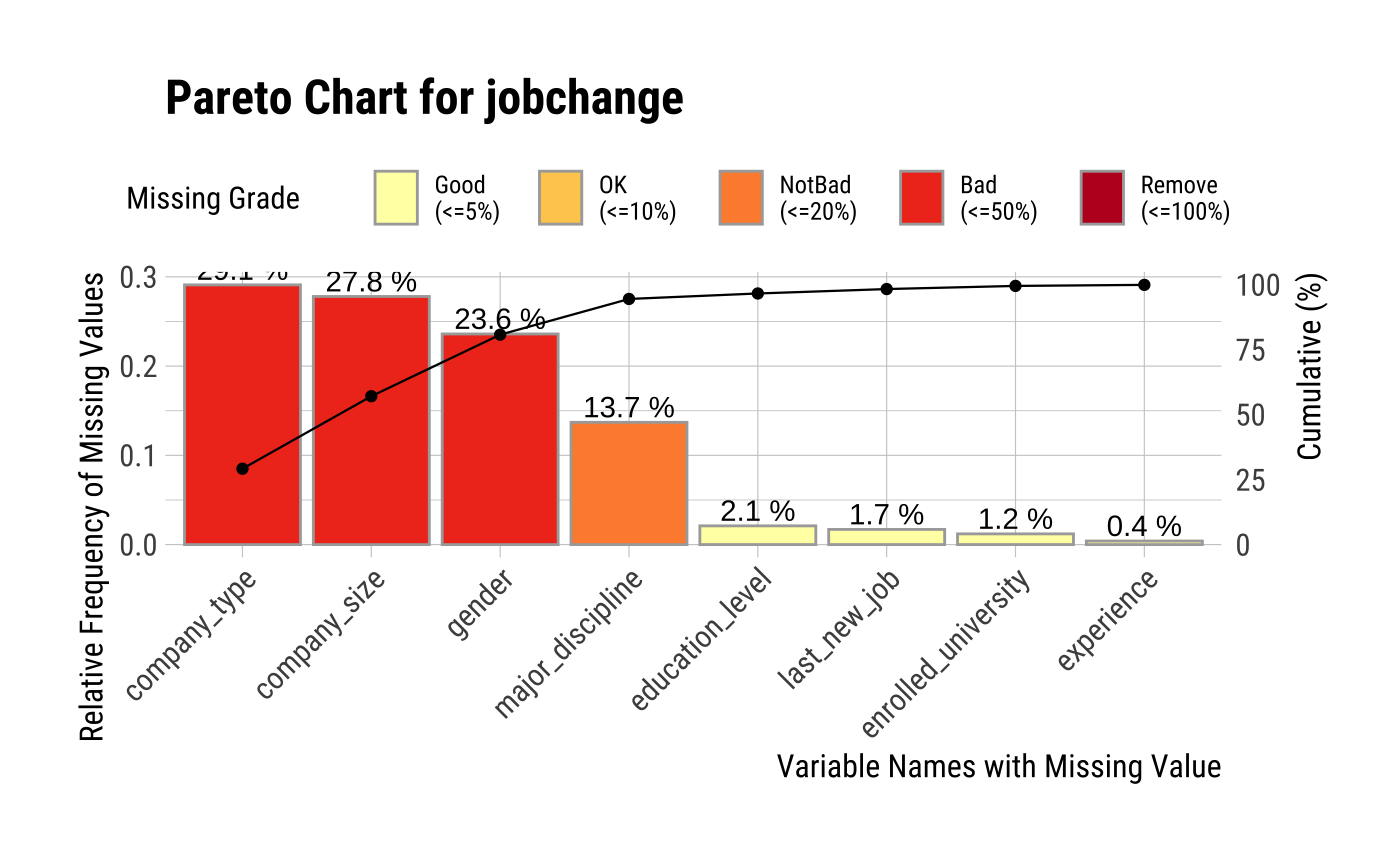 Pareto Chart for jobchange
Missing Grade
Good
(<=5%)
OK
(<=10%)
NotBad
(<=20%)
Bad
(<=50%)
Remove
(<=100%)
Relative Frequency of Missing Values
0.3
0.2
0.1
0.0
29.1 %
27.8 %
23.6 %
13.7 %
2.1 %
1.7 %
1.2 %
0.4 %
100
75
50
25
0
Cumulative (%)
company_type
company_size
gender
major_discipline
education_level
last_new_job
enrolled_university
experience
Variable Names with Missing Value